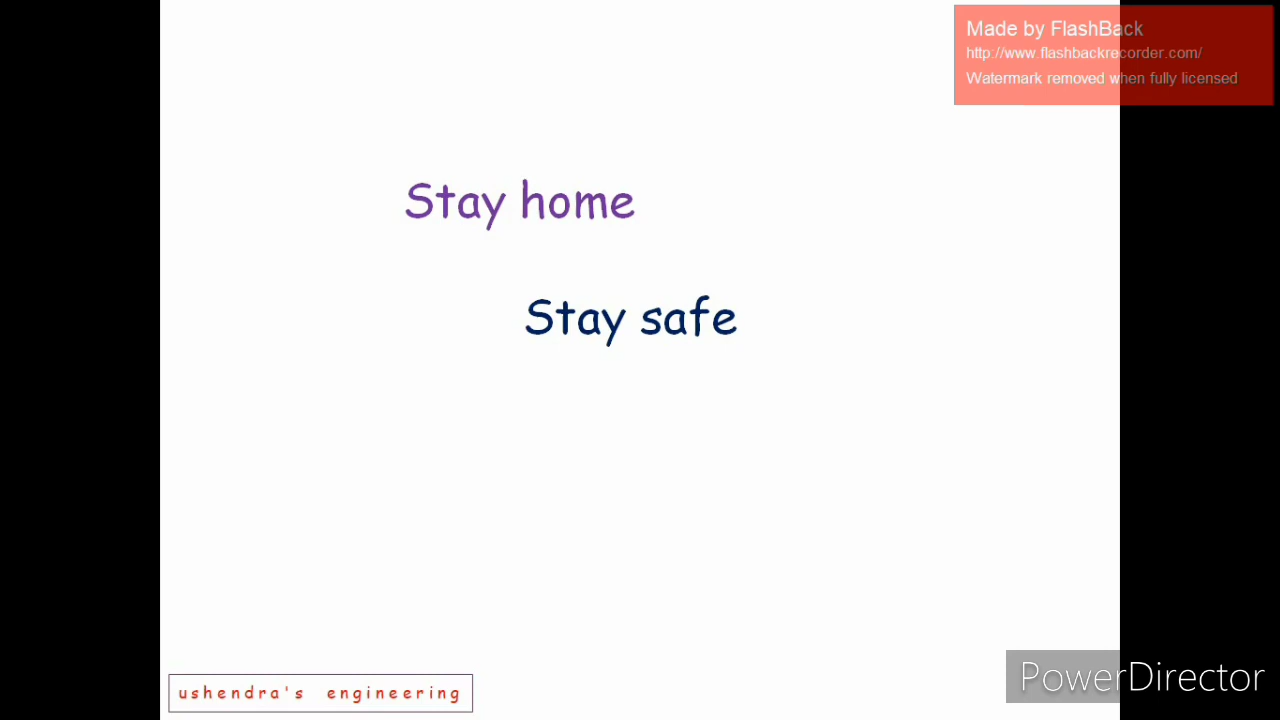 Made by FlashBack
http://www.flashbackrecorder.com/
Watermark removed when fully licensed
Stay home
Stay safe
ushendra's engineering
PowerDirector